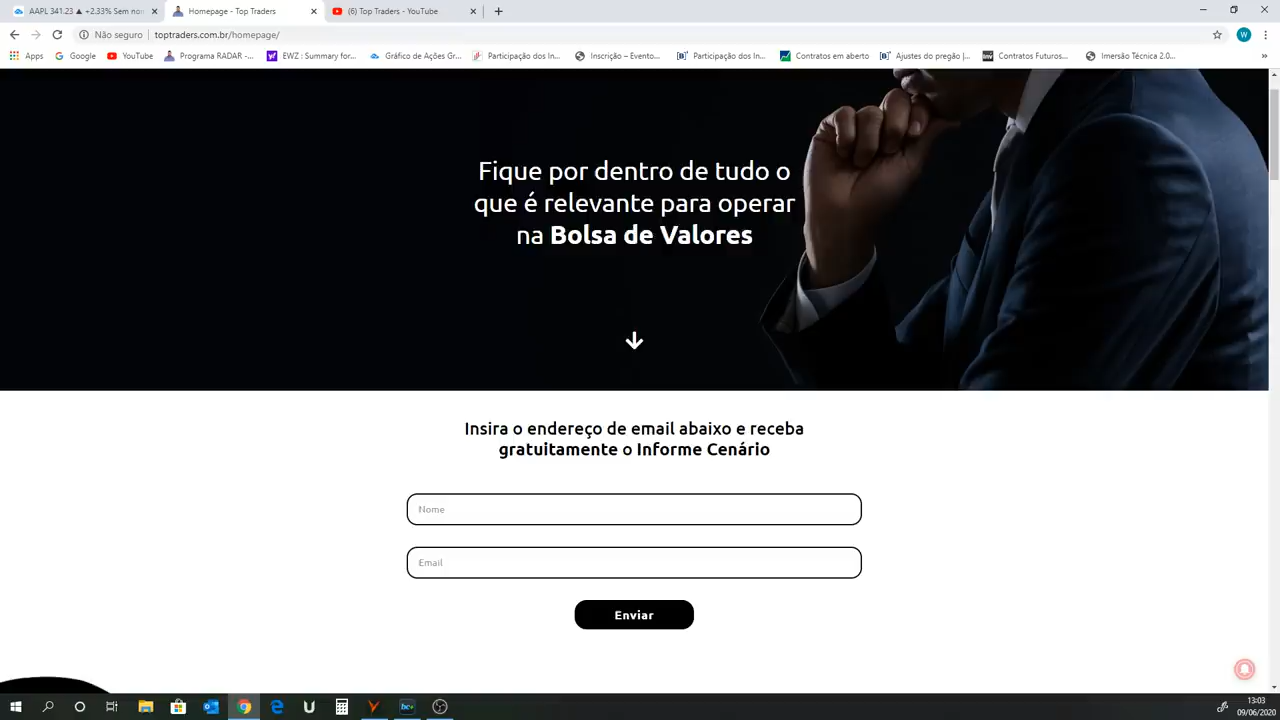 AAPL 341.23 ▲ +2.33% Sem no
Homepage - Top Traders
(6) Top Traders - YouTube
Não seguro
toptraders.com.br/homepage/
W
Apps
Google
YouTube
Programa RADAR -...
EWZ : Summary for...
Gráfico de Ações Gr...
Participação dos In...
Inscrição – Evento...
Participação dos In...
Contratos em aberto
Ajustes do pregão |...
Contratos Futuros...
Imersão Técnica 2.0...
»
Fique por dentro de tudo o
que é relevante para operar
na Bolsa de Valores
Insira o endereço de email abaixo e receba
gratuitamente o Informe Cenário
Nome
Email
Enviar
13:03
09/06/2020